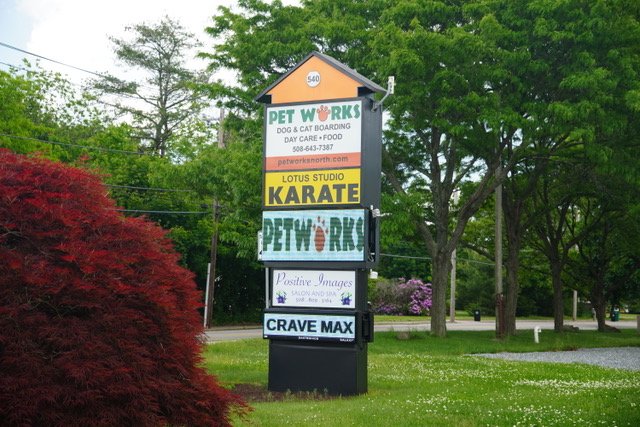 540
PET WORKS
DOG & CAT BOARDING
DAY CARE • FOOD
508-643-7387
petworksnorth.com
LOTUS STUDIO
KARATE
PETWORKS
Positive Images
SALON AND SPA
CRAVE MAX